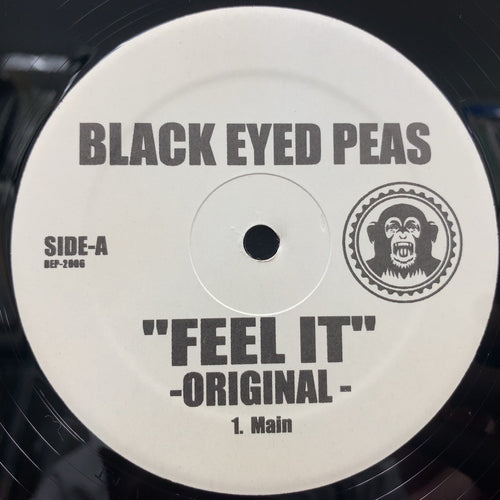 BLACK EYED PEAS
SIDE-A
BEP-2006
"FEEL IT"
-ORIGINAL-
1. Main